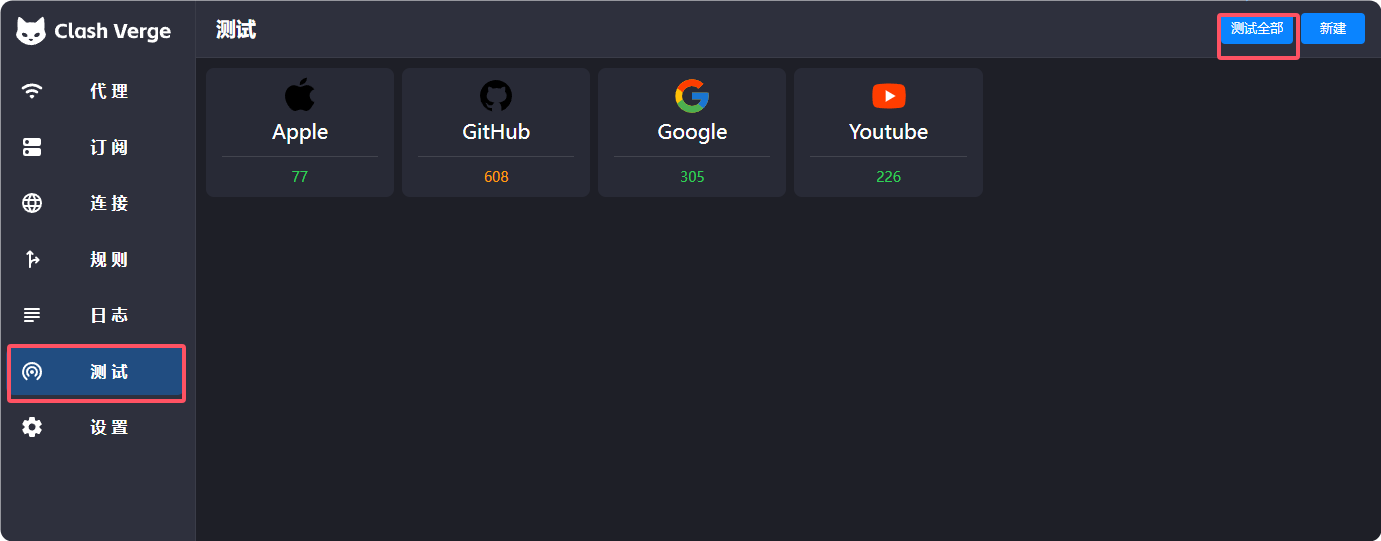 Clash Verge
测试
测试全部
新建
代理
订阅
连接
规则
日志
测试
设置
Apple
GitHub
Google
Youtube
77
608
305
226